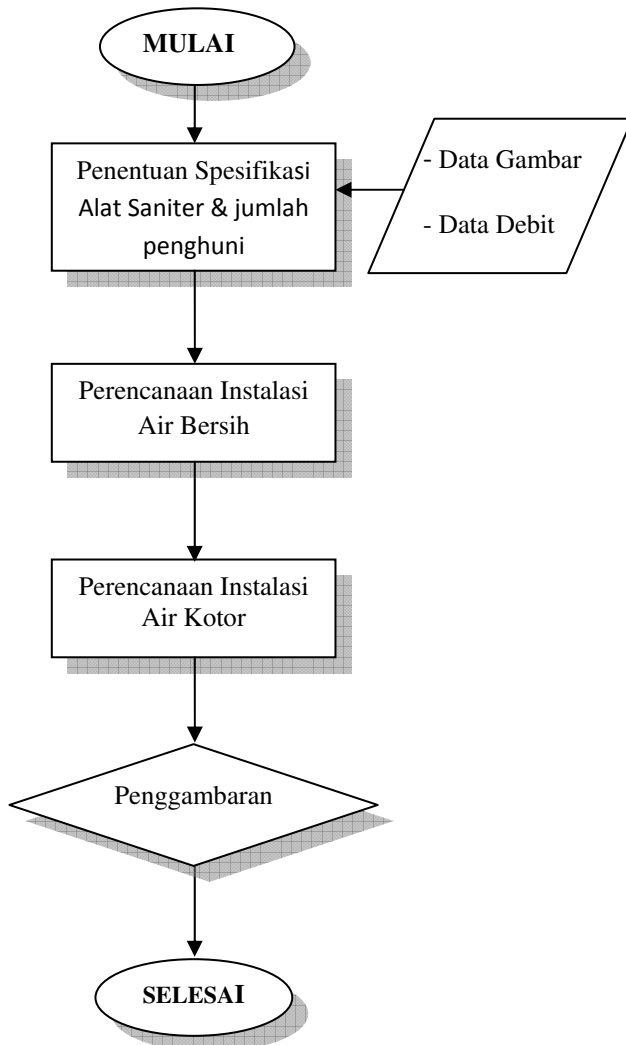 MULAI
Penentuan Spesifikasi
Alat Saniter & jumlah
penghuni
- Data Gambar
- Data Debit
Perencanaan Instalasi
Air Bersih
Perencanaan Instalasi
Air Kotor
Penggambaran
SELESAI